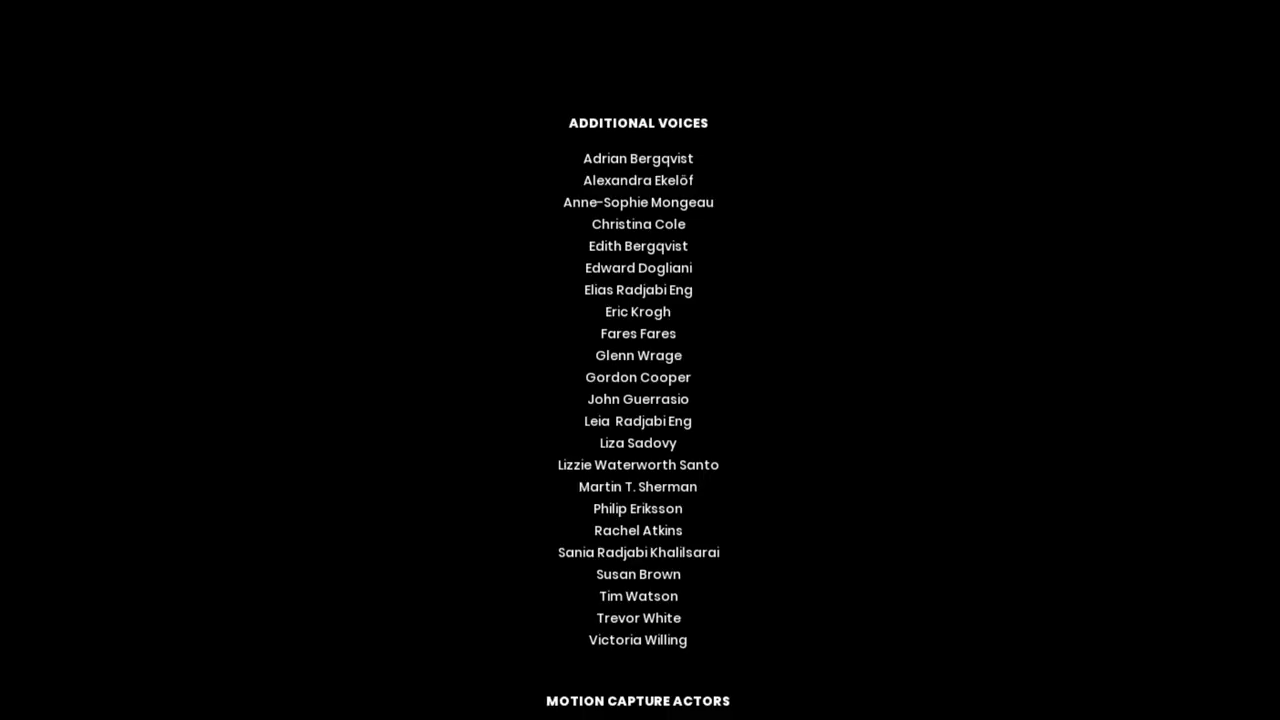 ADDITIONAL VOICES
Adrian Bergqvist
Alexandra Ekelöf
Anne-Sophie Mongeau
Christina Cole
Edith Bergqvist
Edward Dogliani
Elias Radjabi Eng
Eric Krogh
Fares Fares
Glenn Wrage
Gordon Cooper
John Guerrasio
Leia  Radjabi Eng
Liza Sadovy
Lizzie Waterworth Santo
Martin T. Sherman
Philip Eriksson
Rachel Atkins
Sania Radjabi Khalilsarai
Susan Brown
Tim Watson
Trevor White
Victoria Willing
MOTION CAPTURE ACTORS